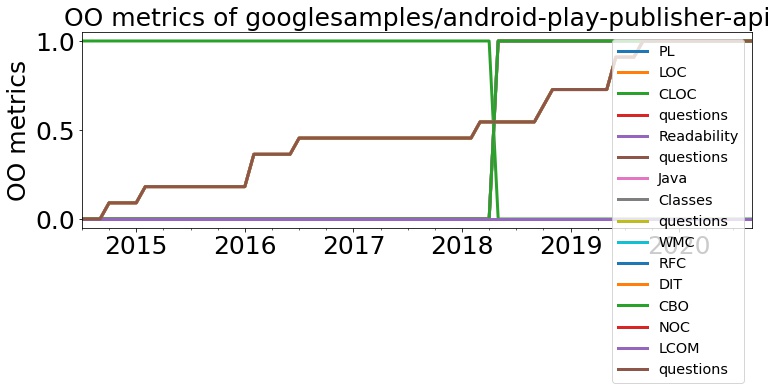 OO metrics of googlesamples/android-play-publisher-api
OO metrics
1.0
0.5
0.0
2015
2016
2017
2018
2019
2020
PL
LOC
CLOC
questions
Readability
questions
Java
Classes
questions
WMC
RFC
DIT
CBO
NOC
LCOM
questions